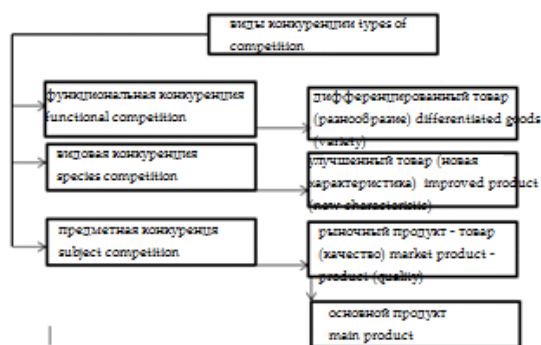 виды конкуренции types of
competition
функциональная конкуренция
functional competition
дифференцированный товар
(разнообразие) differentiated goods
(variety)
видовая конкуренция
species competition
улучшенный товар (новая
характеристика) improved product
(new characteristic)
предметная конкуренця
subject competition
рыночный продукт - товар
(качество) market product -
product (quality)
основной продукт
main product